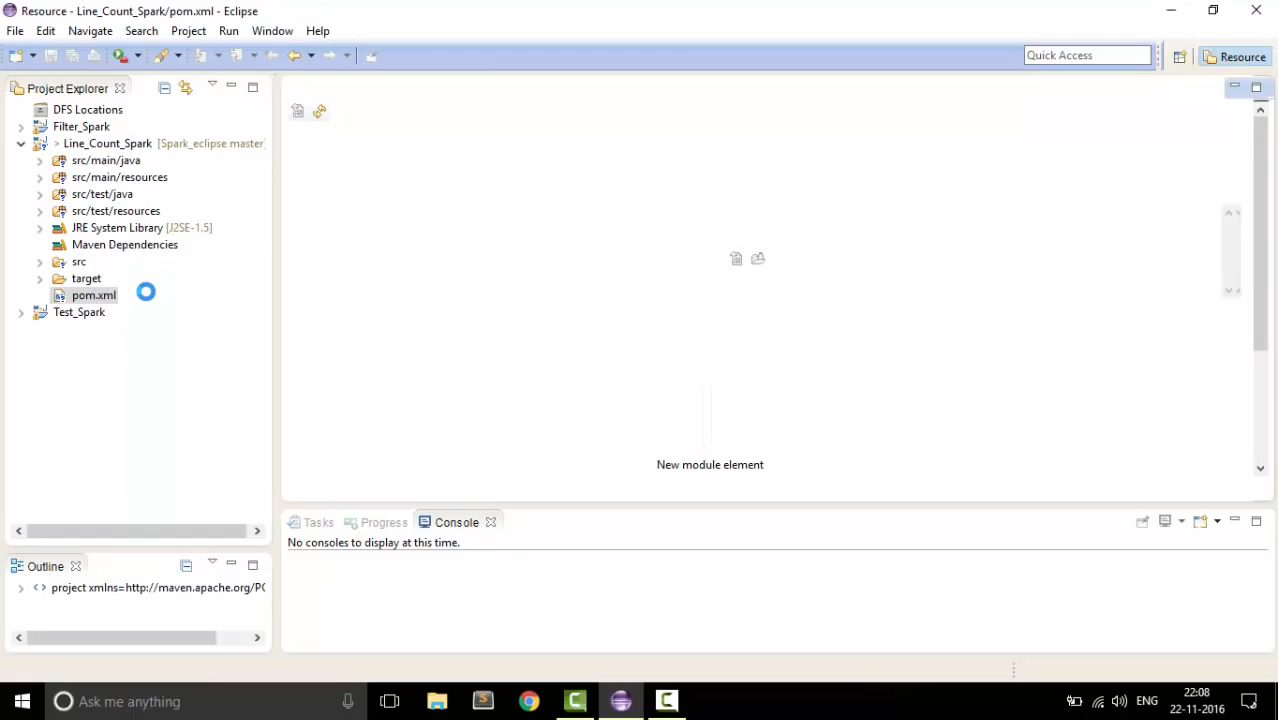 Resource - Line_Count_Spark/pom.xml - Eclipse
File Edit Navigate Search Project Run Window Help
Quick Access
Resource
Project Explorer
DFS Locations
Filter_Spark
> Line_Count_Spark [Spark_eclipse master]
src/main/java
src/main/resources
src/test/java
src/test/resources
JRE System Library [J2SE-1.5]
Maven Dependencies
src
target
pom.xml
Test_Spark
New module element
Tasks Progress Console
No consoles to display at this time.
Outline
project xmlns=http://maven.apache.org/PO
Ask me anything
ENG
22:08
22-11-2016